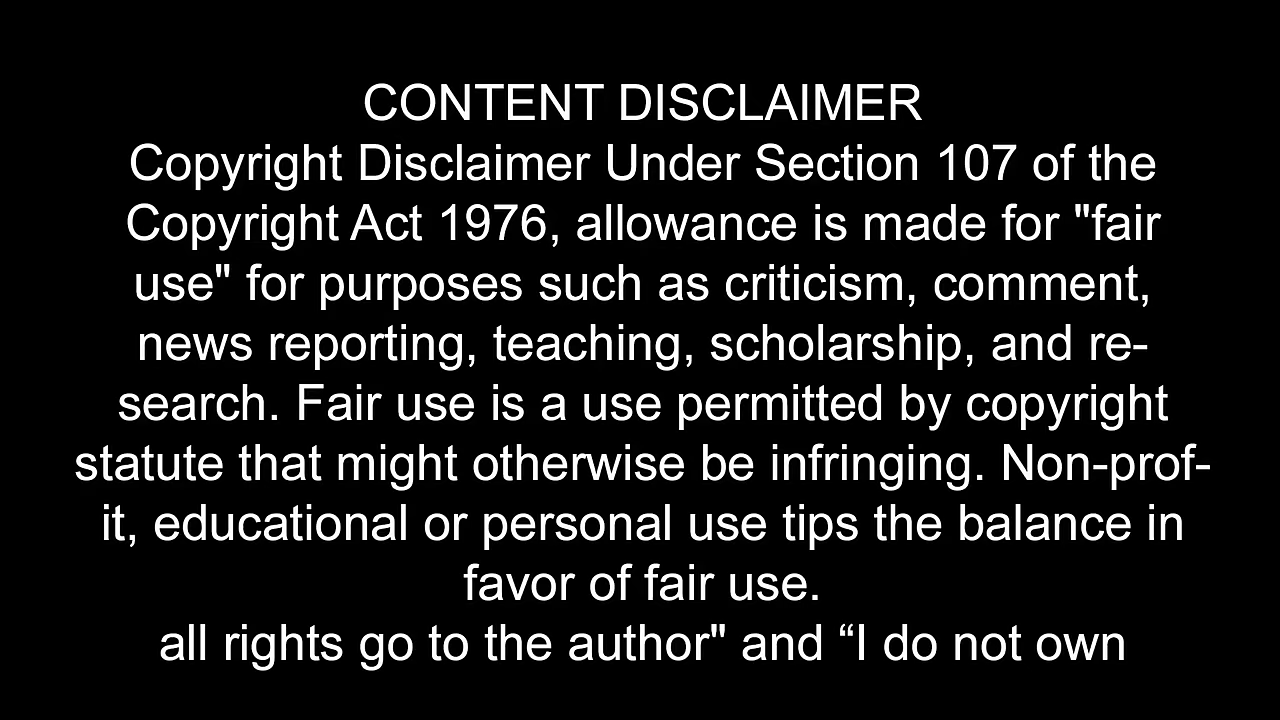 CONTENT DISCLAIMER
Copyright Disclaimer Under Section 107 of the
Copyright Act 1976, allowance is made for "fair
use" for purposes such as criticism, comment,
news reporting, teaching, scholarship, and re-
search. Fair use is a use permitted by copyright
statute that might otherwise be infringing. Non-prof-
it, educational or personal use tips the balance in
favor of fair use.
all rights go to the author" and “I do not own